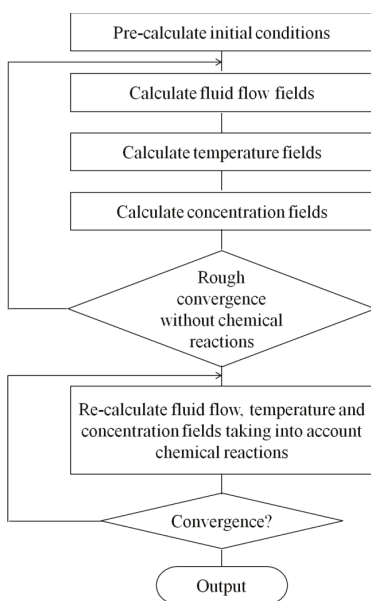 Pre-calculate initial conditions
Calculate fluid flow fields
Calculate temperature fields
Calculate concentration fields
Rough
convergence
without chemical
reactions
Re-calculate fluid flow, temperature and
concentration fields taking into account
chemical reactions
Convergence?
Output